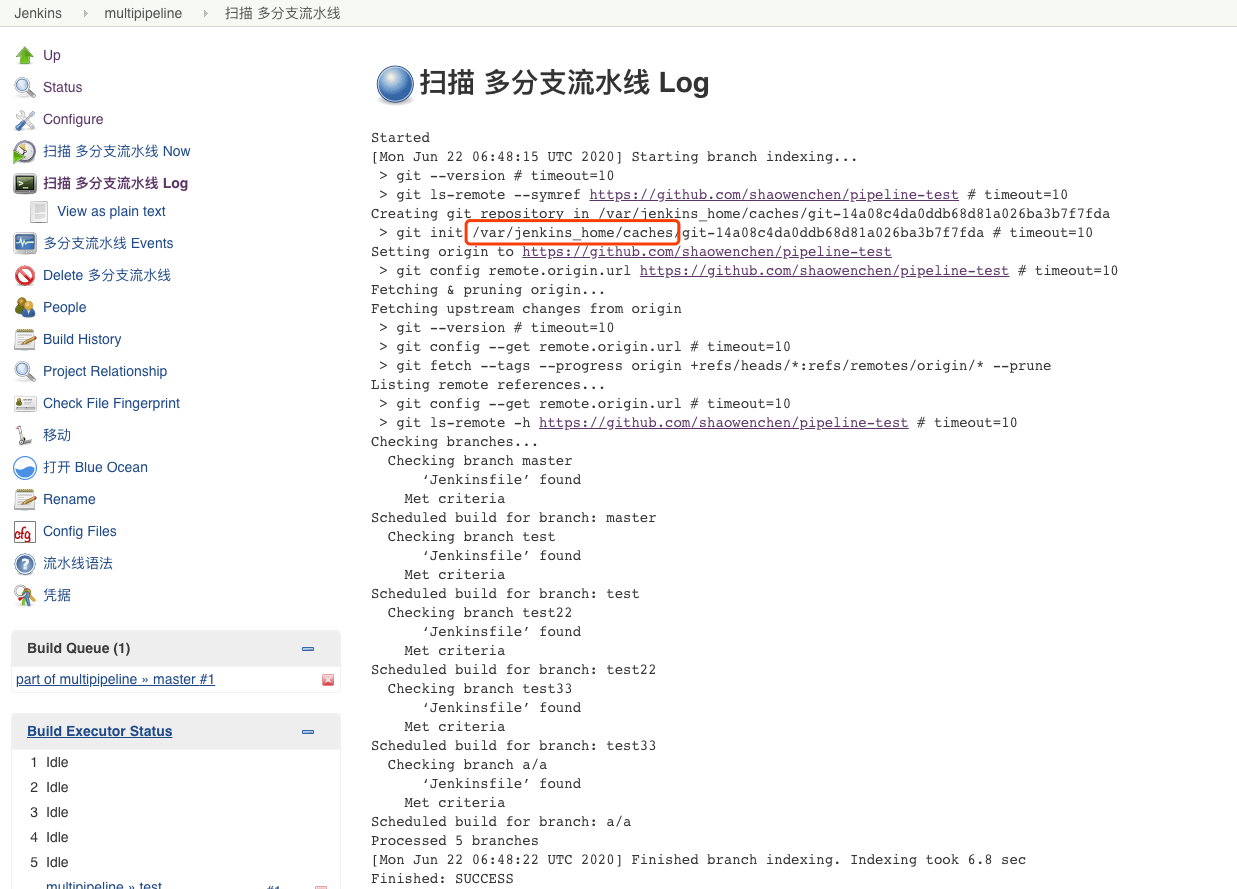 Jenkins multipipeline 扫描 多分支流水线
Up
Status
Configure
扫描 多分支流水线 Now
扫描 多分支流水线 Log
View as plain text
多分支流水线 Events
Delete 多分支流水线
People
Build History
Project Relationship
Check File Fingerprint
移动
打开 Blue Ocean
Rename
Config Files
流水线语法
凭据
Build Queue (1)
part of multipipeline » master #1
Build Executor Status
1 Idle
2 Idle
3 Idle
4 Idle
5 Idle
multipipeline » test #1
扫描 多分支流水线 Log
Started
[Mon Jun 22 06:48:15 UTC 2020] Starting branch indexing...
> git --version # timeout=10
> git ls-remote --symref https://github.com/shaowenchen/pipeline-test # timeout=10
Creating git repository in /var/jenkins_home/caches/git-14a08c4da0ddb68d81a026ba3b7f7fda
> git init /var/jenkins_home/caches/git-14a08c4da0ddb68d81a026ba3b7f7fda # timeout=10
Setting origin to https://github.com/shaowenchen/pipeline-test
> git config remote.origin.url https://github.com/shaowenchen/pipeline-test # timeout=10
Fetching & pruning origin...
Fetching upstream changes from origin
> git --version # timeout=10
> git config --get remote.origin.url # timeout=10
> git fetch --tags --progress origin +refs/heads/*:refs/remotes/origin/* --prune
Listing remote references...
> git config --get remote.origin.url # timeout=10
> git ls-remote -h https://github.com/shaowenchen/pipeline-test # timeout=10
Checking branches...
Checking branch master
‘Jenkinsfile’ found
Met criteria
Scheduled build for branch: master
Checking branch test
‘Jenkinsfile’ found
Met criteria
Scheduled build for branch: test
Checking branch test22
‘Jenkinsfile’ found
Met criteria
Scheduled build for branch: test22
Checking branch test33
‘Jenkinsfile’ found
Met criteria
Scheduled build for branch: test33
Checking branch a/a
‘Jenkinsfile’ found
Met criteria
Scheduled build for branch: a/a
Processed 5 branches
[Mon Jun 22 06:48:22 UTC 2020] Finished branch indexing. Indexing took 6.8 sec
Finished: SUCCESS